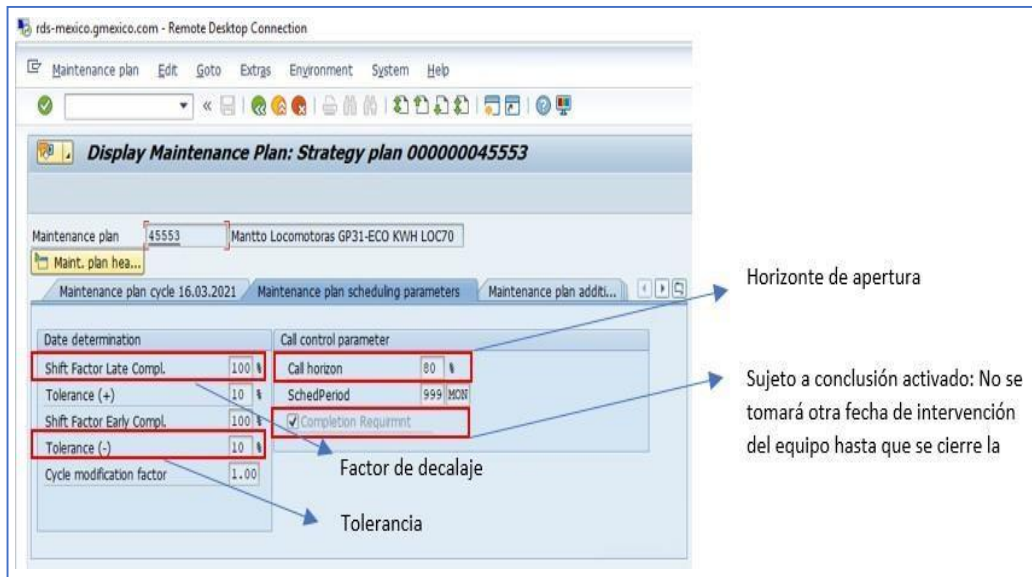 rds-mexico.gmexico.com - Remote Desktop Connection
Maintenance plan Edit Goto Extras Environment System Help
Display Maintenance Plan: Strategy plan 000000045553
Maintenance plan 45553 Mantto Locomotoras GP31-ECO KWH LOC70
Maint. plan hea...
Maintenance plan cycle 16.03.2021 Maintenance plan scheduling parameters Maintenance plan additi...
Date determination
Shift Factor Late Compl. 100 %
Tolerance (+) 10 %
Shift Factor Early Compl. 100 %
Tolerance (-) 10 %
Cycle modification factor 1.00
Call control parameter
Call horizon 80 %
SchedPeriod 999 MON
Completion Requirmnt
Factor de decalaje
Tolerancia
Horizonte de apertura
Sujeto a conclusión activado: No se
tomará otra fecha de intervención
del equipo hasta que se cierre la